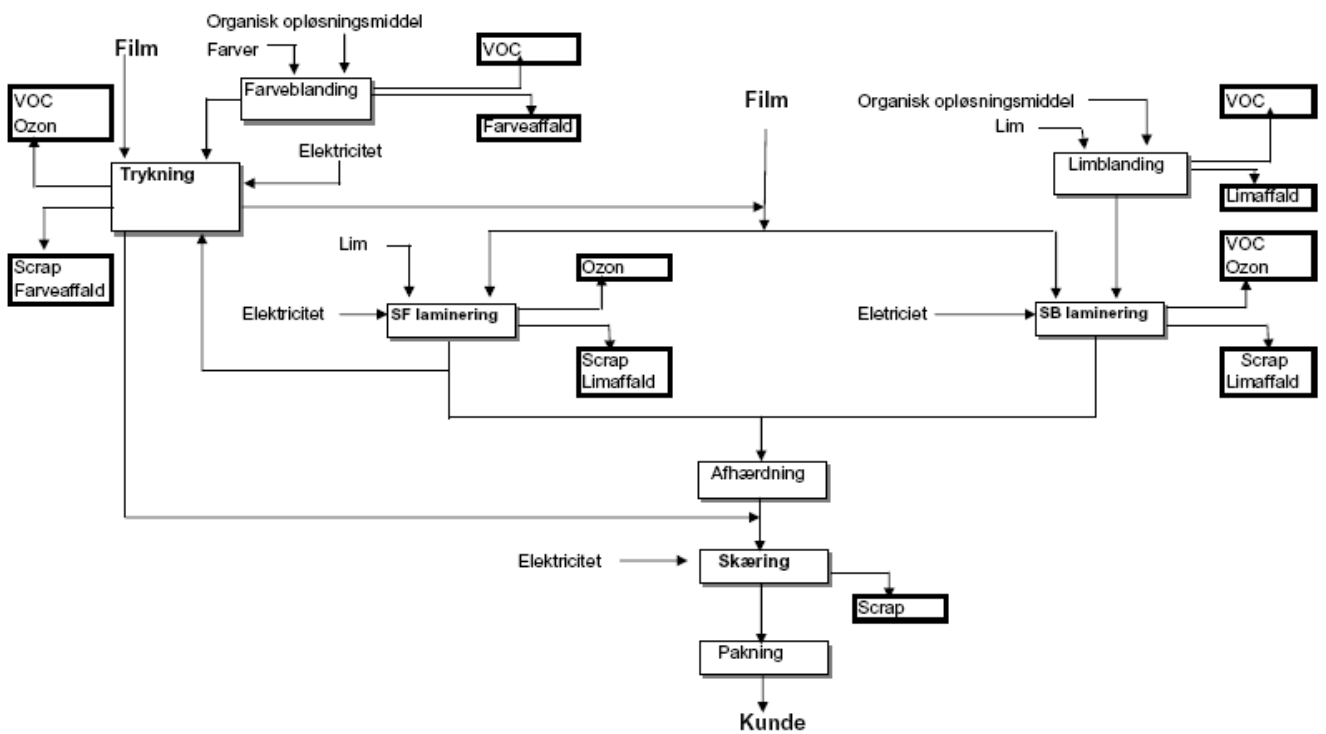 Organisk opløsningsmiddel
Film
Farver
VOC
Farveblanding
VOC
Ozon
Farveaffald
Film
Organisk opløsningsmiddel
Lim
VOC
Elektricitet
Trykning
Limblanding
Limaffald
Lim
Scrap
Farveaffald
Ozon
VOC
Ozon
Elektricitet
SF laminering
Eletriciet
SB laminering
Scrap
Limaffald
Scrap
Limaffald
Afhærdning
Elektricitet
Skæring
Scrap
Pakning
Kunde